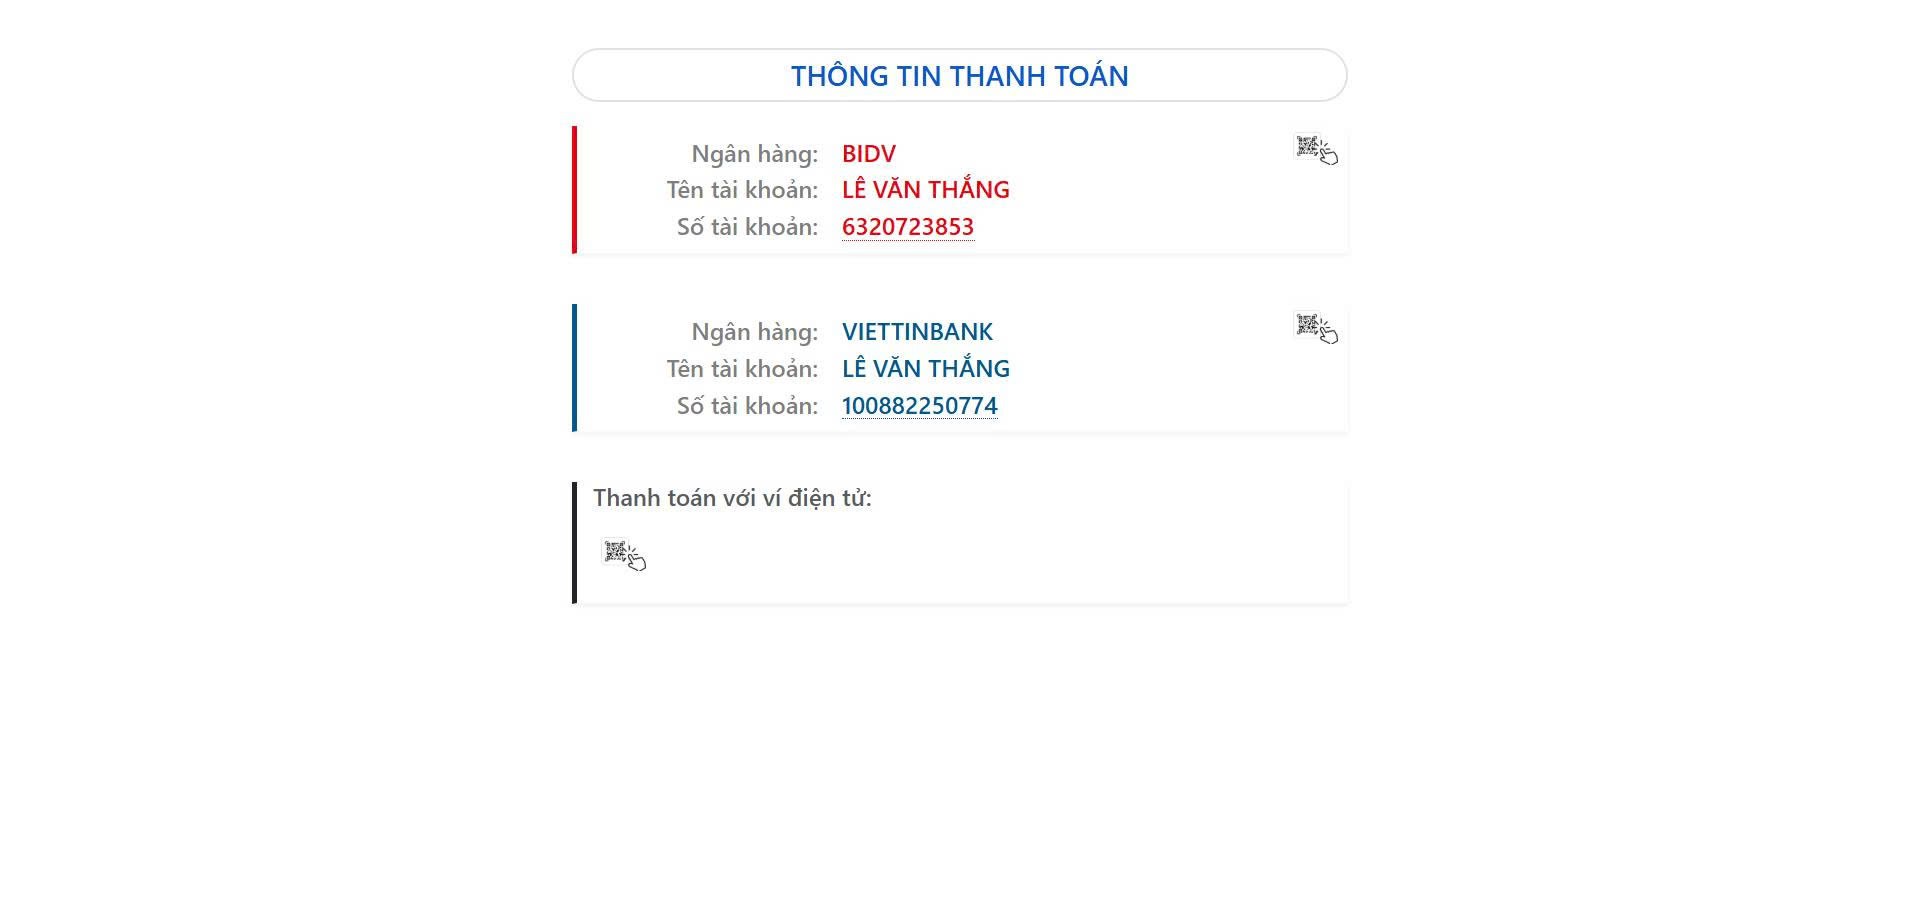 THÔNG TIN THANH TOÁN
Ngân hàng: BIDV
Tên tài khoản: LÊ VĂN THẮNG
Số tài khoản: 6320723853
Ngân hàng: VIETTINBANK
Tên tài khoản: LÊ VĂN THẮNG
Số tài khoản: 100882250774
Thanh toán với ví điện tử: